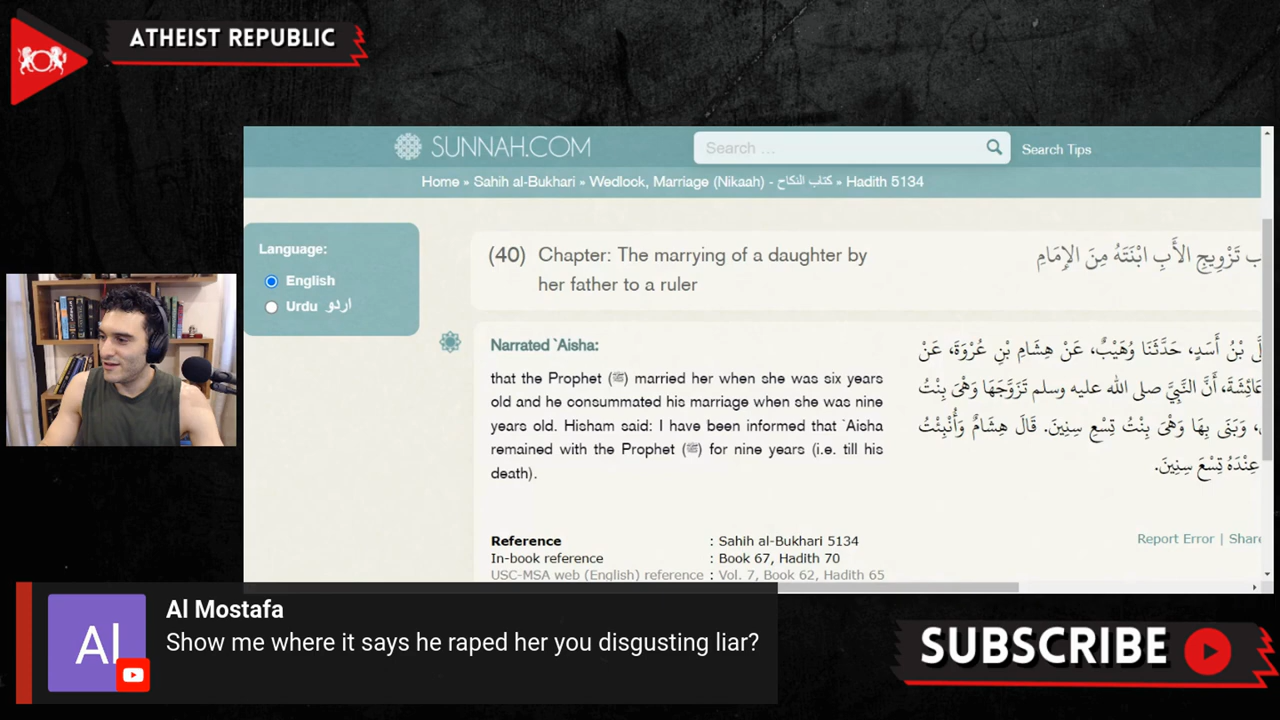 ATHEIST REPUBLIC
SUNNAH.COM
Search ...
Search Tips
Home » Sahih al-Bukhari » Wedlock, Marriage (Nikaah) - كتاب النكاح » Hadith 5134
Language:
English
Urdu اردو
(40) Chapter: The marrying of a daughter by
her father to a ruler
تَزْوِيجِ الأَبِ ابْنَتَهُ مِنَ الإِمَامِ
Narrated `Aisha:
that the Prophet (ﷺ) married her when she was six years
old and he consummated his marriage when she was nine
years old. Hisham said: I have been informed that `Aisha
remained with the Prophet (ﷺ) for nine years (i.e. till his
death).
بْنُ أَسَدٍ، حَدَّثَنَا وُهَيْبٌ، عَنْ هِشَامِ بْنِ عُرْوَةَ، عَنْ
عَائِشَةَ، أَنَّ النَّبِيَّ صلى الله عليه وسلم تَزَوَّجَهَا وَهْىَ بِنْتُ
وَبَنَى بِهَا وَهْىَ بِنْتُ تِسْعِ سِنِينَ. قَالَ هِشَامٌ وَأُنْبِئْتُ
عِنْدَهُ تِسْعَ سِنِينَ.
Reference : Sahih al-Bukhari 5134
In-book reference : Book 67, Hadith 70
USC-MSA web (English) reference : Vol. 7, Book 62, Hadith 65
Report Error | Share
Al
Al Mostafa
Show me where it says he raped her you disgusting liar?
SUBSCRIBE